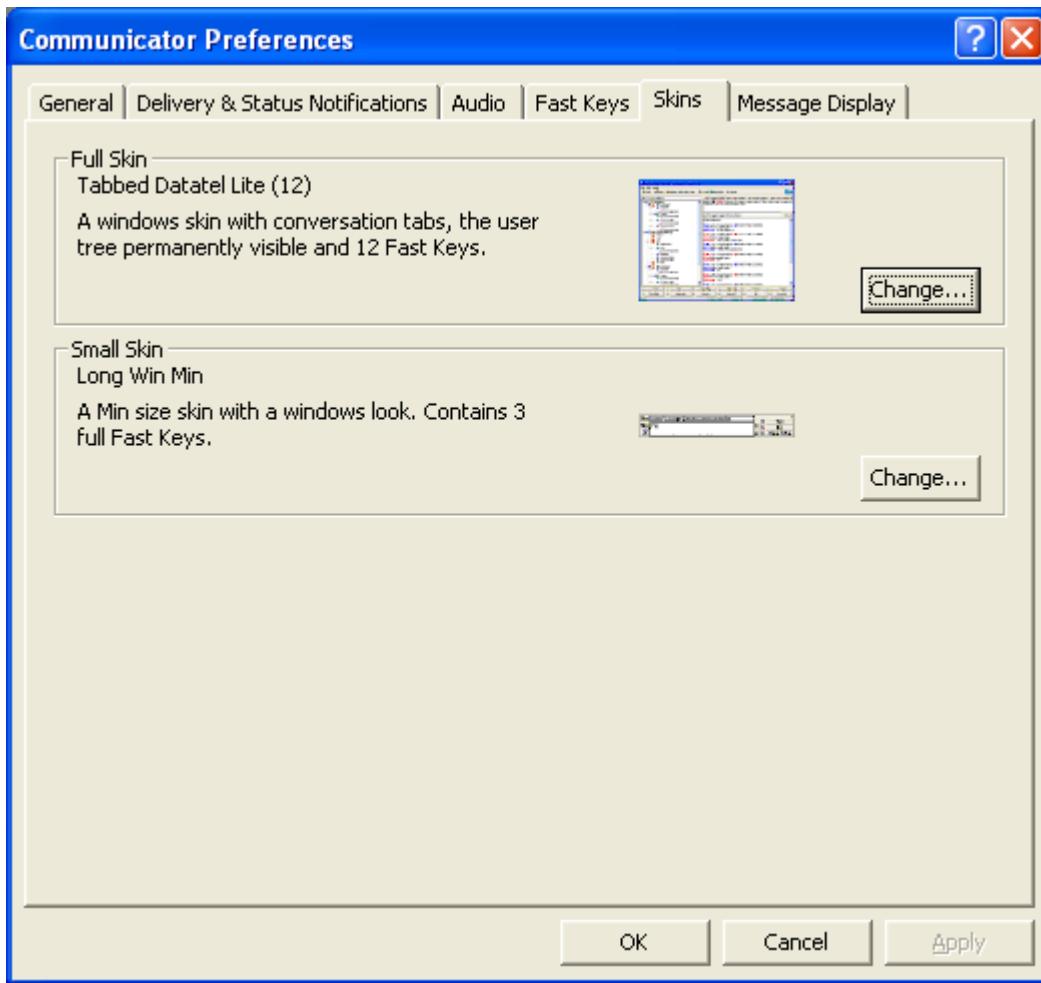 Communicator Preferences
General
Delivery & Status Notifications
Audio
Fast Keys
Skins
Message Display
Full Skin
Tabbed Datatel Lite (12)
A windows skin with conversation tabs, the user
tree permanently visible and 12 Fast Keys.
Change...
Small Skin
Long Win Min
A Min size skin with a windows look. Contains 3
full Fast Keys.
Change...
OK
Cancel
Apply